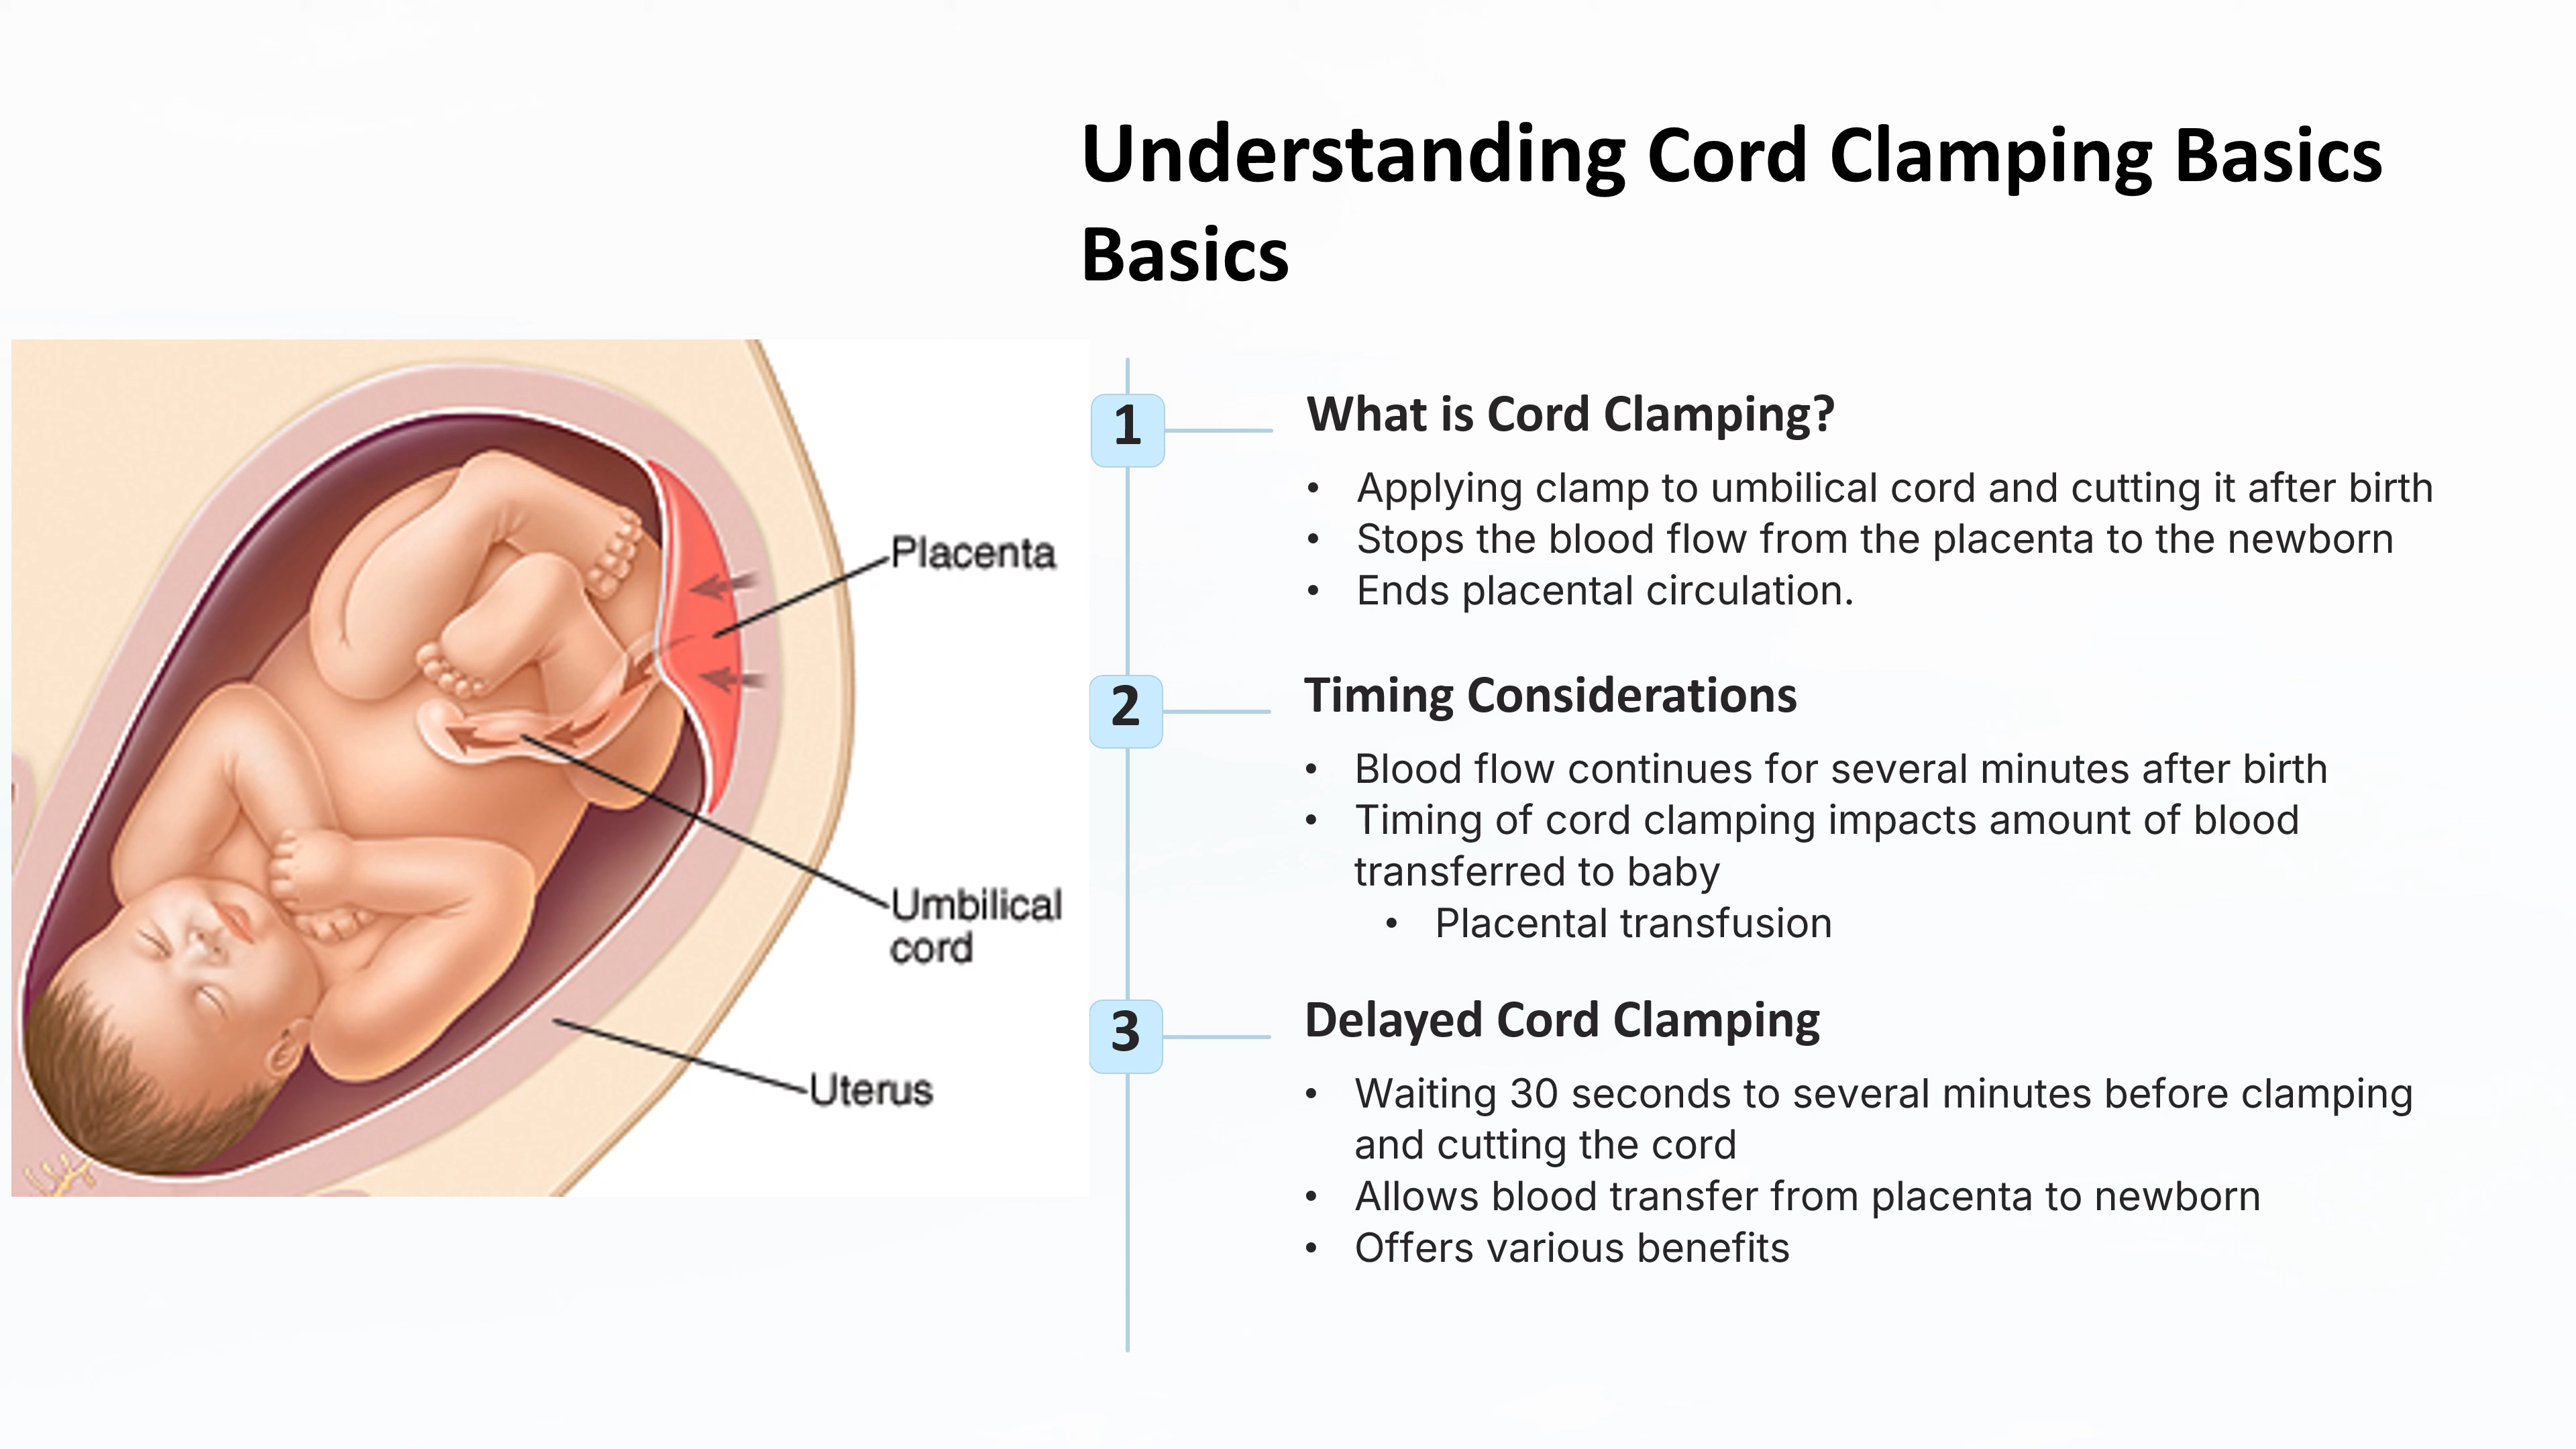 Understanding Cord Clamping Basics
Basics
Placenta
Umbilical
cord
Uterus
1
What is Cord Clamping?
• Applying clamp to umbilical cord and cutting it after birth
• Stops the blood flow from the placenta to the newborn
• Ends placental circulation.
2
Timing Considerations
• Blood flow continues for several minutes after birth
• Timing of cord clamping impacts amount of blood
transferred to baby
• Placental transfusion
3
Delayed Cord Clamping
• Waiting 30 seconds to several minutes before clamping
and cutting the cord
• Allows blood transfer from placenta to newborn
• Offers various benefits